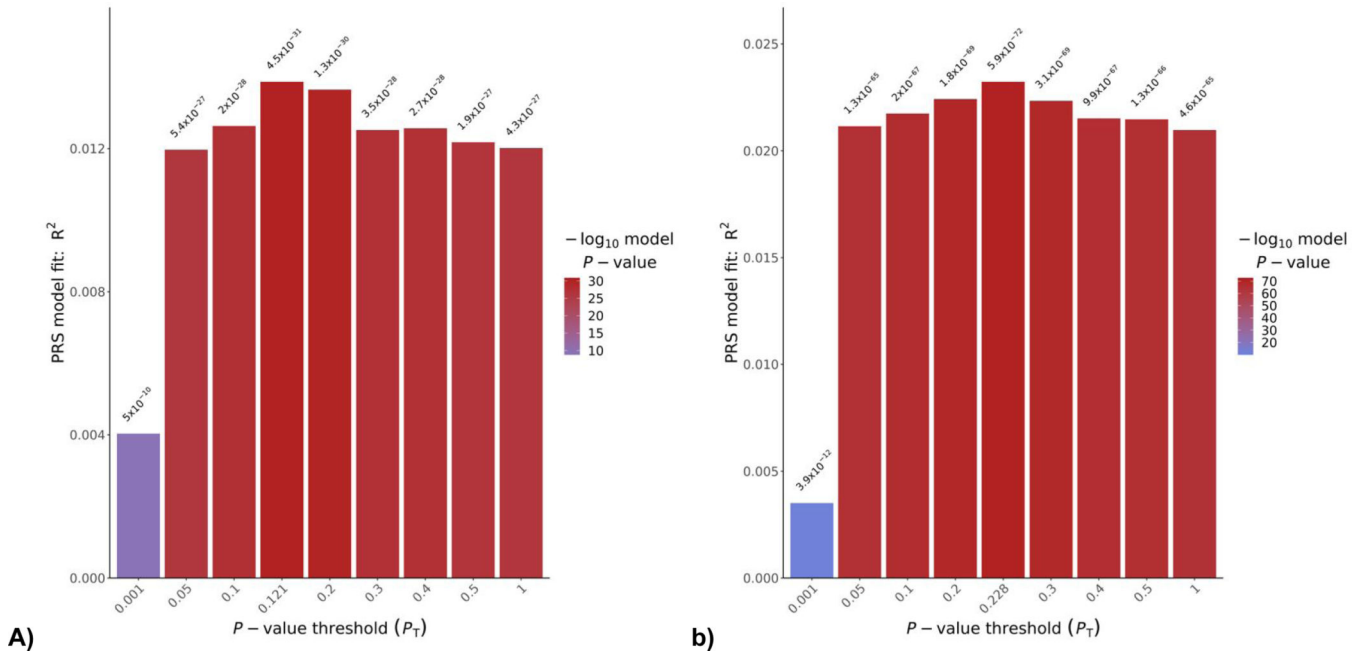 4.5x10⁻³¹
1.3x10⁻³⁰
2x10⁻²⁸
3.5x10⁻²⁸
2.7x10⁻²⁸
5.4x10⁻²⁷
1.9x10⁻²⁷
4.3x10⁻²⁷
5x10⁻¹⁰
PRS model fit: R²
0.012
0.008
0.004
0.000
0.001 0.05 0.1 0.121 0.2 0.3 0.4 0.5 1
P − value threshold (P_T)
− log₁₀ model
P − value
30
25
20
15
10
A)
5.9x10⁻⁷²
1.3x10⁻⁶⁵
2x10⁻⁶⁷
1.8x10⁻⁶⁹
3.1x10⁻⁶⁹
9.9x10⁻⁶⁷
1.3x10⁻⁶⁶
4.6x10⁻⁶⁵
3.9x10⁻¹²
PRS model fit: R²
0.025
0.020
0.015
0.010
0.005
0.000
0.001 0.05 0.1 0.2 0.228 0.3 0.4 0.5 1
P − value threshold (P_T)
− log₁₀ model
P − value
70
60
50
40
30
20
b)